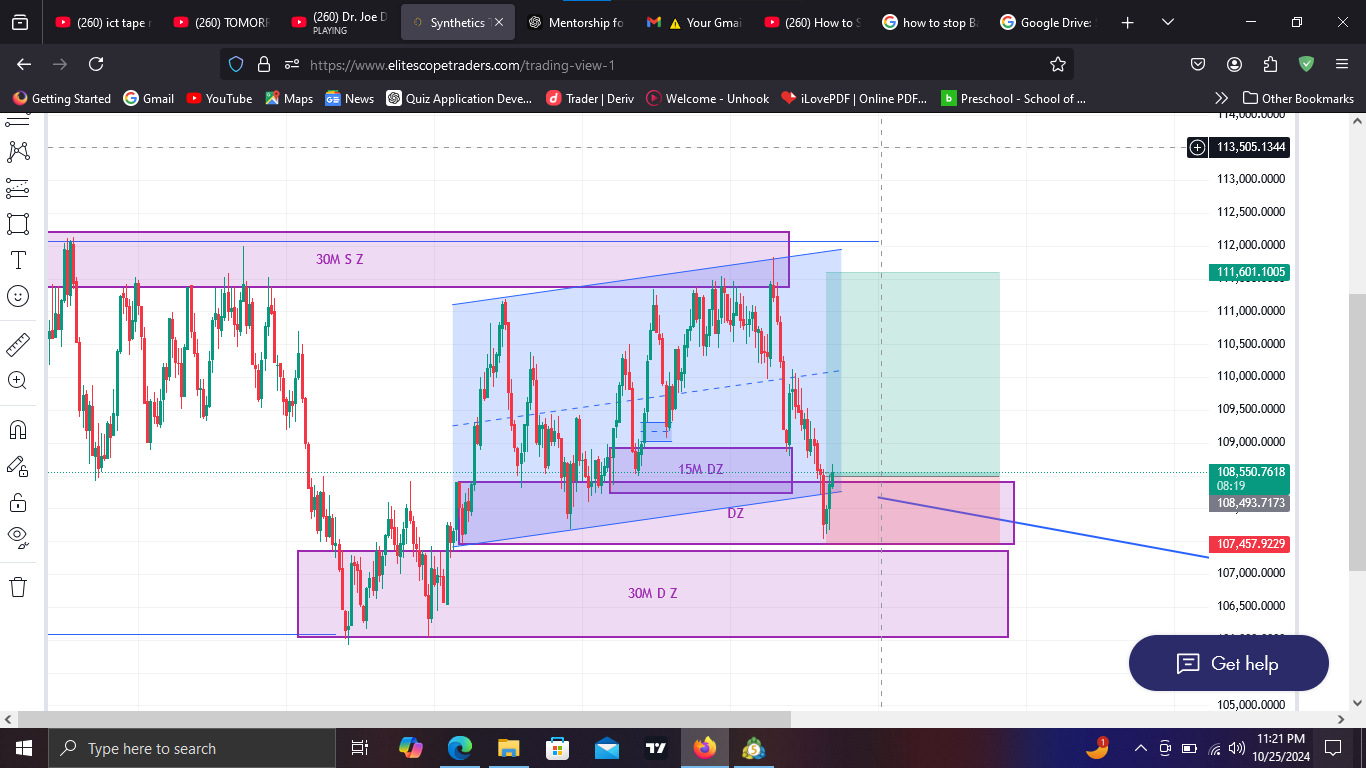 (260) ict tape r
(260) TOMORR
(260) Dr. Joe D
PLAYING
Synthetics
Mentorship fo
Your Gmai
(260) How to S
how to stop Ba
Google Drive:
https://www.elitescopetraders.com/trading-view-1
Getting Started
Gmail
YouTube
Maps
News
Quiz Application Deve...
Trader | Deriv
Welcome - Unhook
iLovePDF | Online PDF...
Preschool - School of ...
Other Bookmarks
114,000.0000
113,505.1344
113,000.0000
112,500.0000
112,000.0000
111,601.1005
111,000.0000
110,500.0000
110,000.0000
109,500.0000
109,000.0000
108,550.7618
08:19
108,493.7173
107,457.9229
107,000.0000
106,500.0000
105,000.0000
30M S Z
15M DZ
DZ
30M D Z
Get help
Type here to search
1
11:21 PM
10/25/2024